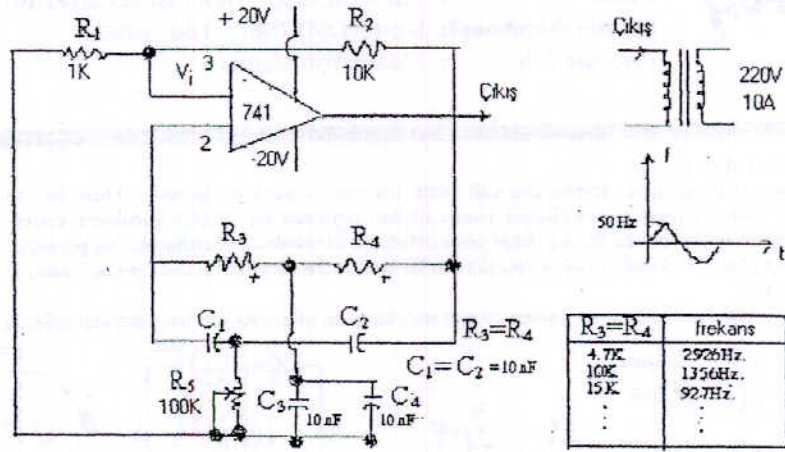 R1
1K
+20V
R2
10K
3
Vi
-
741
2
-20V
Çıkış
Çıkış
220V
10A
f
50Hz
t
R3
r
R4
r
C1
C2
R3=R4
C1=C2=10nF
R5
100K
C3
10nF
C4
10nF
R3=R4 frekans
4.7K 2926Hz.
10K 1356Hz.
15K 927Hz.